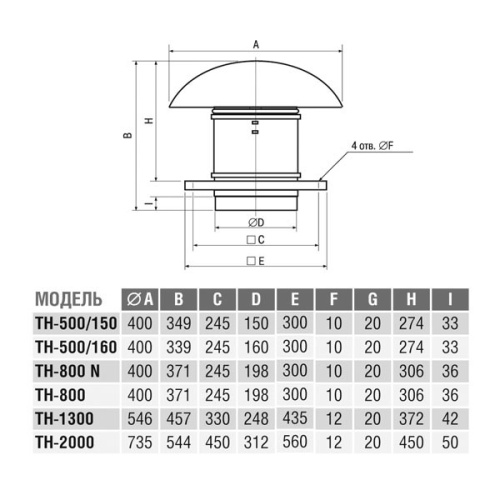 A
B
H
I
4 отв. ∅F
∅D
□ C
□ E
МОДЕЛЬ ∅ A B C D E F G H I
TH-500/150 400 349 245 150 300 10 20 274 33
TH-500/160 400 339 245 160 300 10 20 274 33
TH-800 N 400 371 245 198 300 10 20 306 36
TH-800 400 371 245 198 300 10 20 306 36
TH-1300 546 457 330 248 435 12 20 372 42
TH-2000 735 544 450 312 560 12 20 450 50